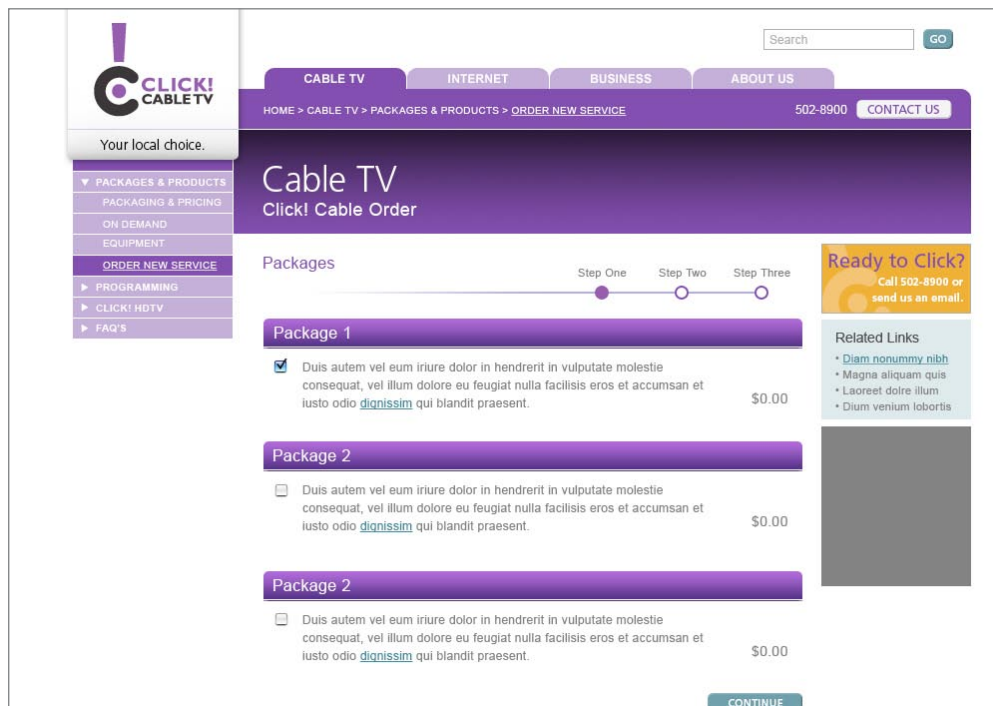 CLICK!
CABLE TV
Your local choice.
Search
GO
CABLE TV
INTERNET
BUSINESS
ABOUT US
HOME > CABLE TV > PACKAGES & PRODUCTS > ORDER NEW SERVICE
502-8900
CONTACT US
Cable TV
Click! Cable Order
PACKAGES & PRODUCTS
PACKAGING & PRICING
ON DEMAND
EQUIPMENT
ORDER NEW SERVICE
PROGRAMMING
CLICK! HDTV
FAQ'S
Packages
Step One
Step Two
Step Three
Package 1
Duis autem vel eum iriure dolor in hendrerit in vulputate molestie
consequat, vel illum dolore eu feugiat nulla facilisis eros et accumsan et
iusto odio dignissim qui blandit praesent.
$0.00
Package 2
Duis autem vel eum iriure dolor in hendrerit in vulputate molestie
consequat, vel illum dolore eu feugiat nulla facilisis eros et accumsan et
iusto odio dignissim qui blandit praesent.
$0.00
Package 2
Duis autem vel eum iriure dolor in hendrerit in vulputate molestie
consequat, vel illum dolore eu feugiat nulla facilisis eros et accumsan et
iusto odio dignissim qui blandit praesent.
$0.00
CONTINUE
Ready to Click?
Call 502-8900 or
send us an email.
Related Links
• Diam nonummy nibh
• Magna aliquam quis
• Laoreet dolre illum
• Dium venium lobortis